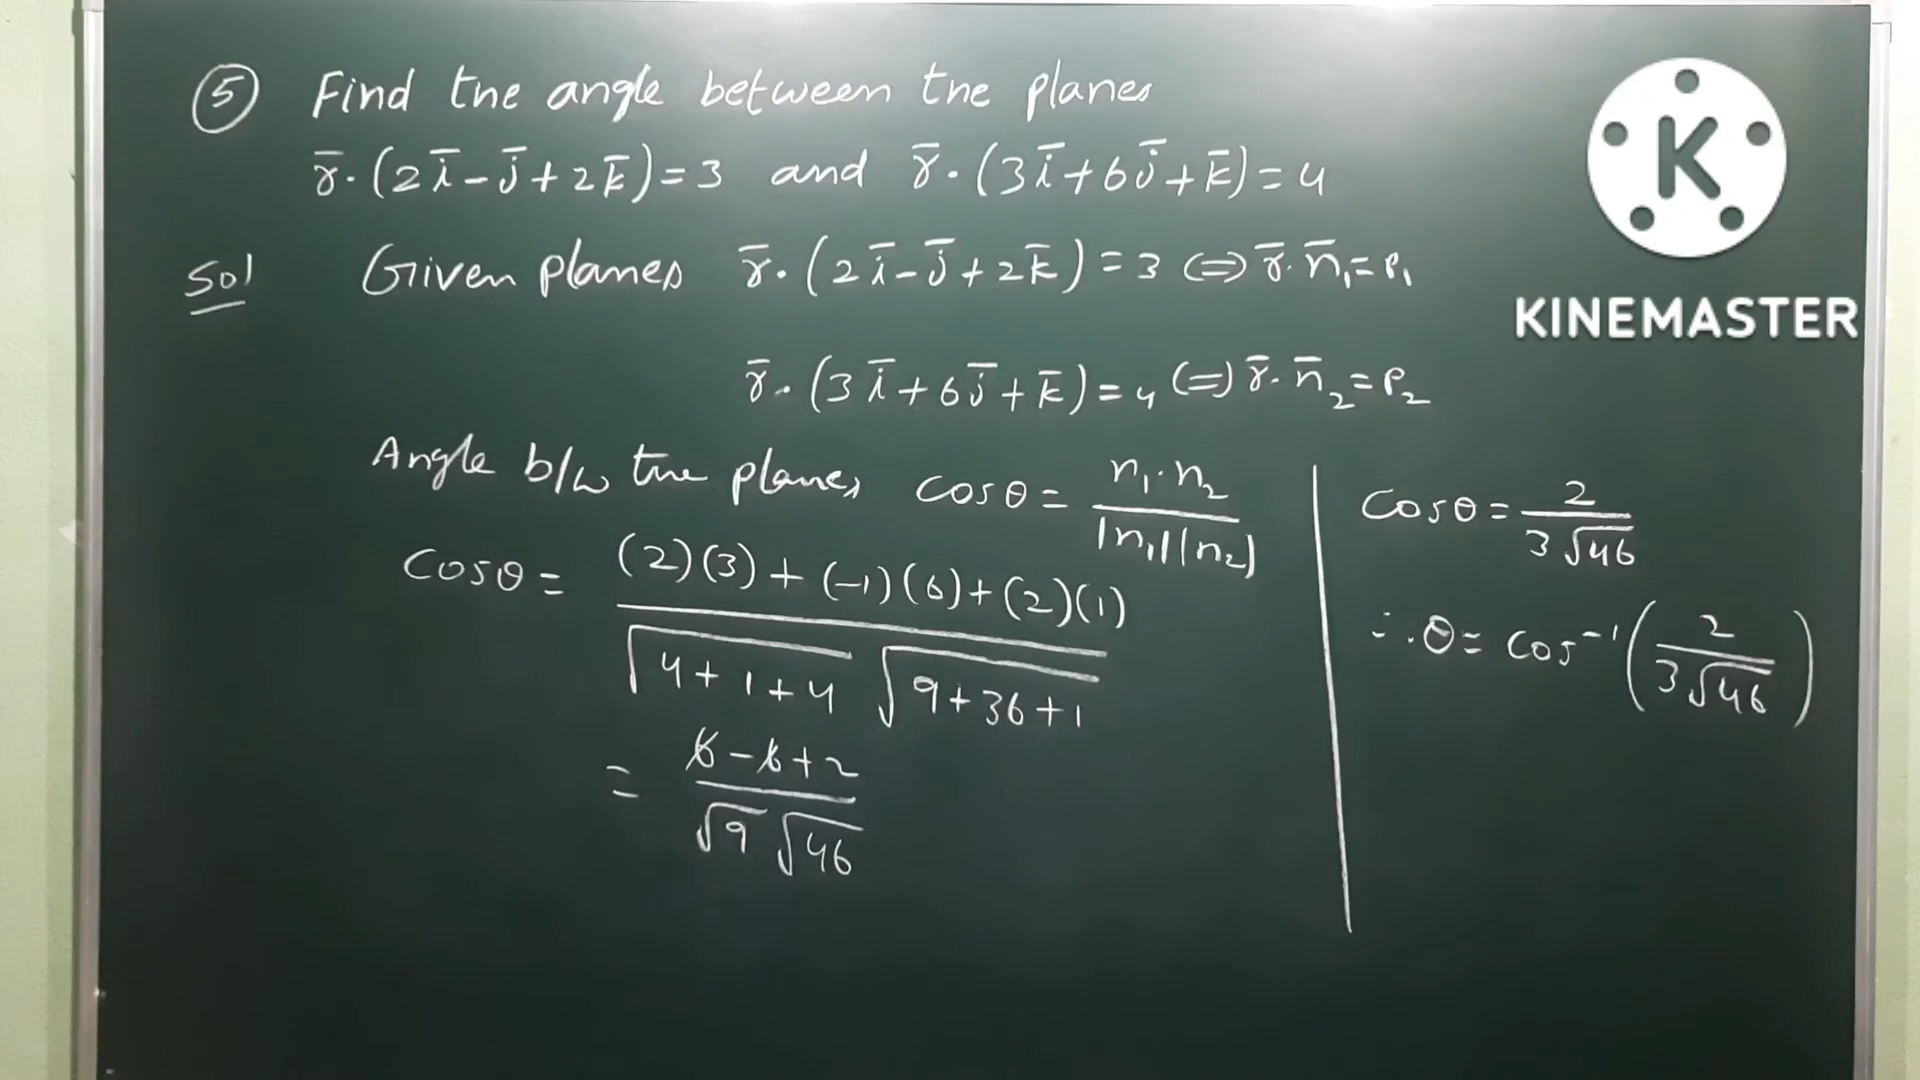 ⑤ Find the angle between the planes
r̄·(2ī−j̄+2k̄)=3 and r̄·(3ī+6j̄+k̄)=4
Sol Given planes r̄·(2ī−j̄+2k̄)=3 ⇔ r̄·n̄₁=P₁
r̄·(3ī+6j̄+k̄)=4 ⇔ r̄·n̄₂=P₂
Angle b/w the planes cosθ = n₁·n₂ / |n₁||n₂|
Cosθ = (2)(3)+(−1)(6)+(2)(1) / √4+1+4 √9+36+1
= 6−6+2 / √9 √46
Cosθ = 2 / 3√46
∴ θ = cos⁻¹(2 / 3√46)
K
KINEMASTER